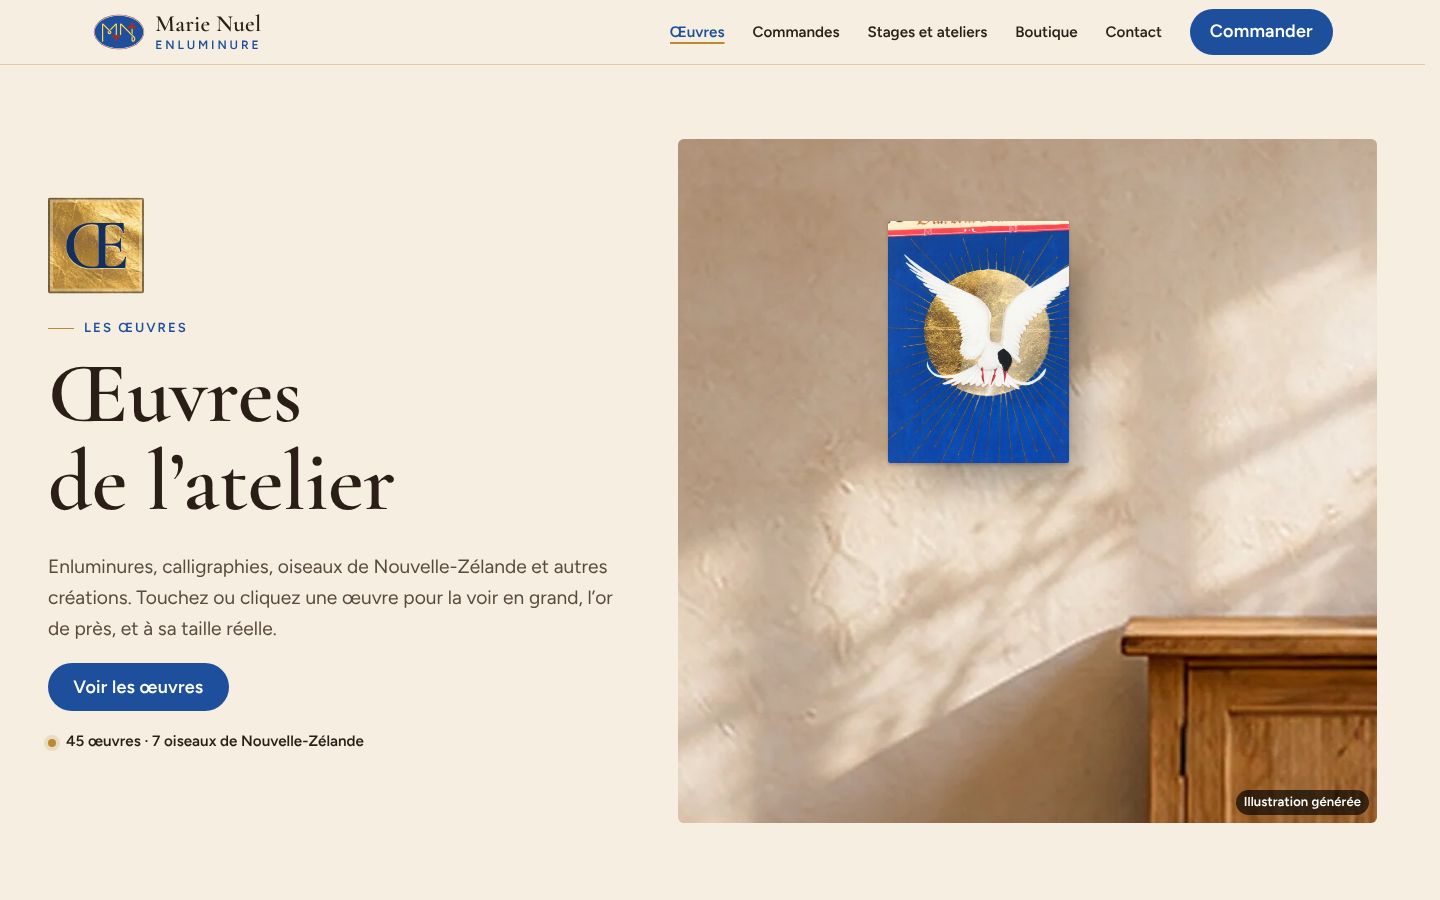 Marie Nuel
ENLUMINURE
Œuvres
Commandes
Stages et ateliers
Boutique
Contact
Commander
Œ
LES ŒUVRES
Œuvres
de l’atelier
Enluminures, calligraphies, oiseaux de Nouvelle-Zélande et autres
créations. Touchez ou cliquez une œuvre pour la voir en grand, l’or
de près, et à sa taille réelle.
Voir les œuvres
45 œuvres · 7 oiseaux de Nouvelle-Zélande
Illustration générée